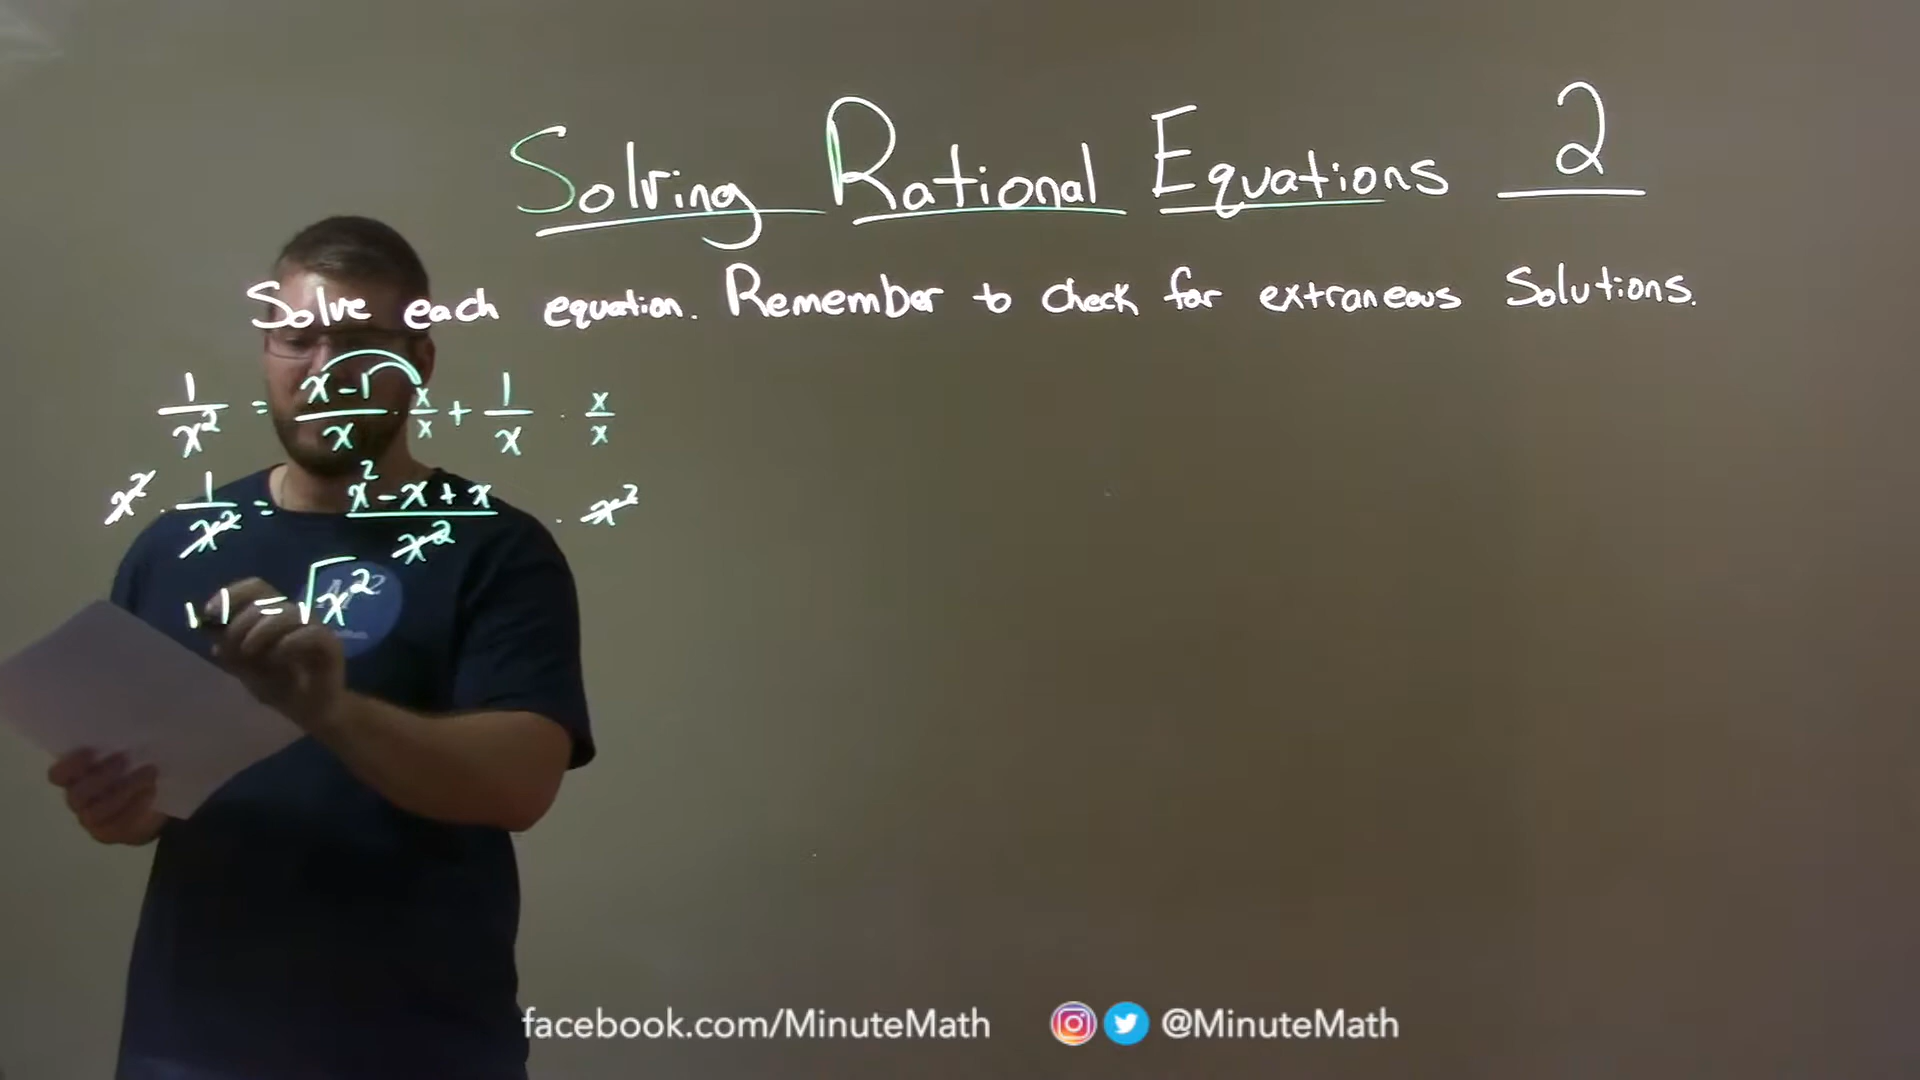 Solving Rational Equations 2
Solve each equation. Remember to check for extraneous Solutions.
1/x² = x-1/x · x/x + 1/x · x/x
x² · 1/x² = x²-x+x/x² · x²
= √x²
facebook.com/MinuteMath @MinuteMath